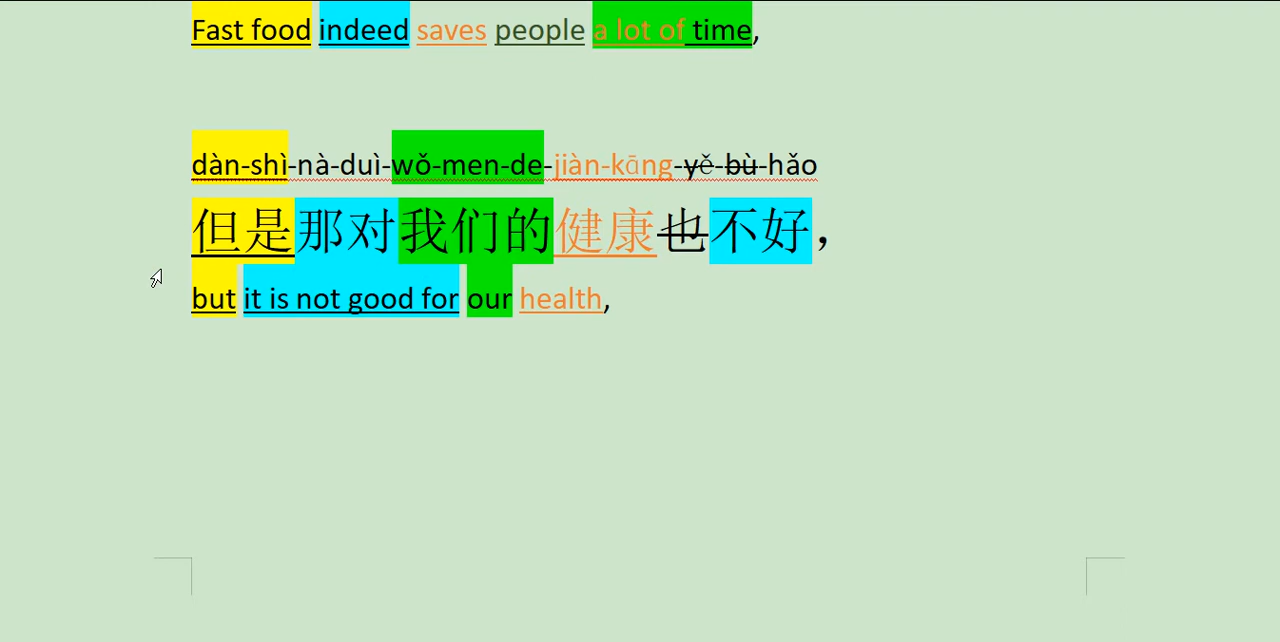 Fast food indeed saves people a lot of time,
dàn-shì-nà-duì-wǒ-men-de-jiàn-kāng-yě-bù-hǎo
但是那对我们的健康也不好，
but it is not good for our health,